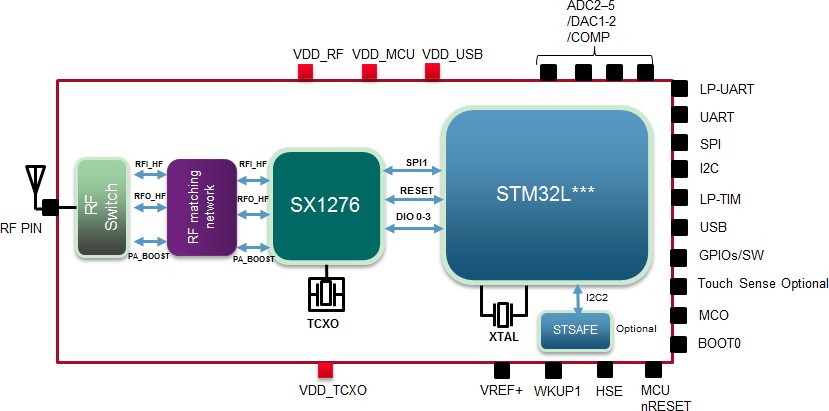 ADC2–5
/DAC1-2
/COMP
VDD_RF
VDD_MCU
VDD_USB
LP-UART
UART
SPI
I2C
LP-TIM
USB
GPIOs/SW
Touch Sense Optional
MCO
BOOT0
RF PIN
RF
Switch
RFI_HF
RFO_HF
PA_BOOST
RF matching
network
RFI_HF
RFO_HF
PA_BOOST
SX1276
SPI1
RESET
DIO 0-3
STM32L***
TCXO
XTAL
I2C2
STSAFE
Optional
VDD_TCXO
VREF+
WKUP1
HSE
MCU
nRESET